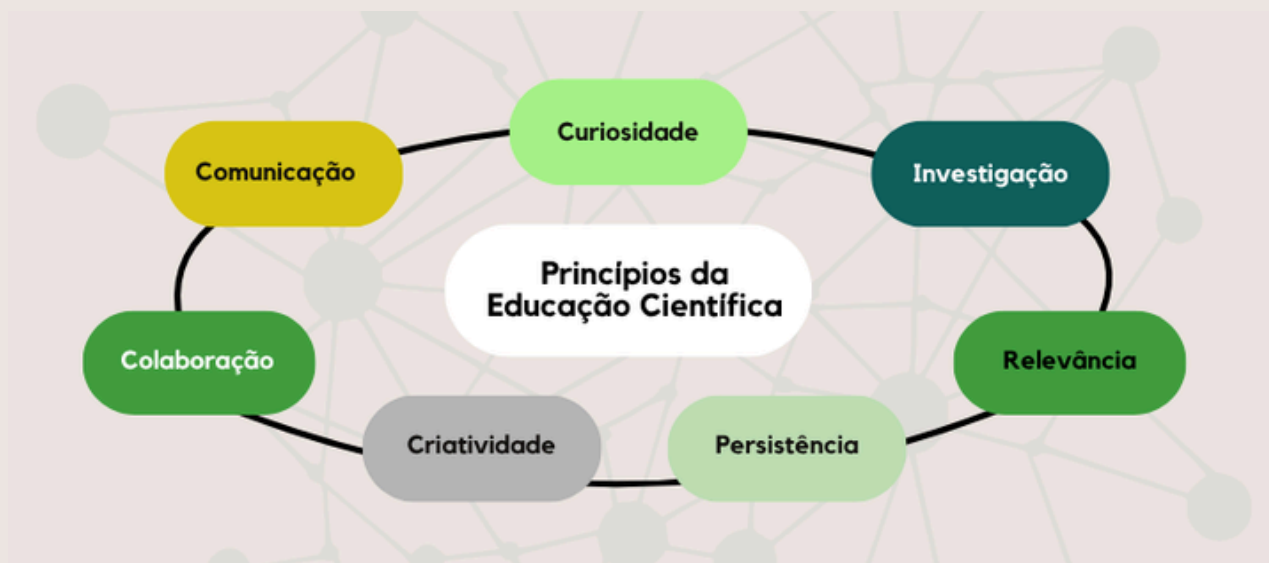 Curiosidade
Comunicação
Investigação
Princípios da
Educação Científica
Colaboração
Relevância
Criatividade
Persistência